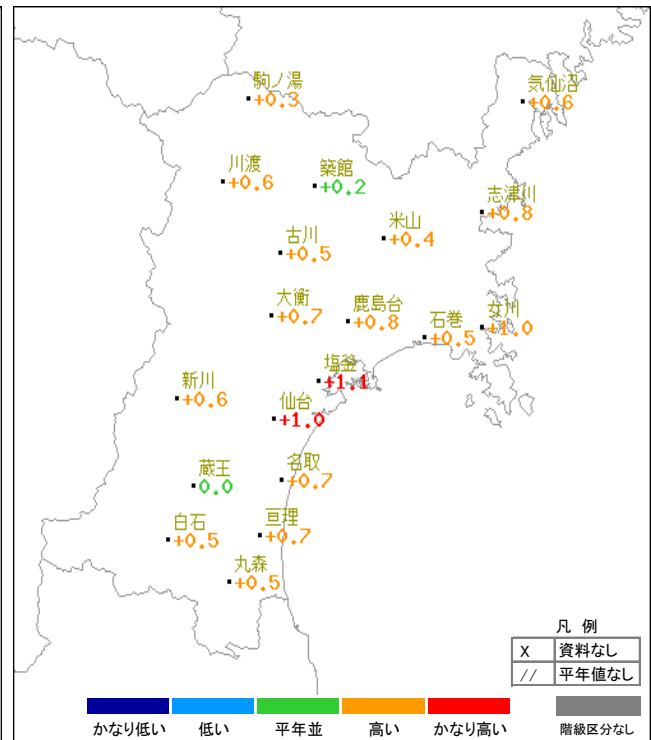 駒ノ湯
+0.3
気仙沼
+0.6
川渡
+0.6
築館
+0.2
志津川
+0.8
米山
+0.4
古川
+0.5
大衡
+0.7
鹿島台
+0.8
石巻
+0.5
女川
+1.0
塩釜
+1.1
新川
+0.6
仙台
+1.0
蔵王
0.0
名取
+0.7
白石
+0.5
亘理
+0.7
丸森
+0.5
凡 例
X 資料なし
// 平年値なし
かなり低い 低い 平年並 高い かなり高い 階級区分なし